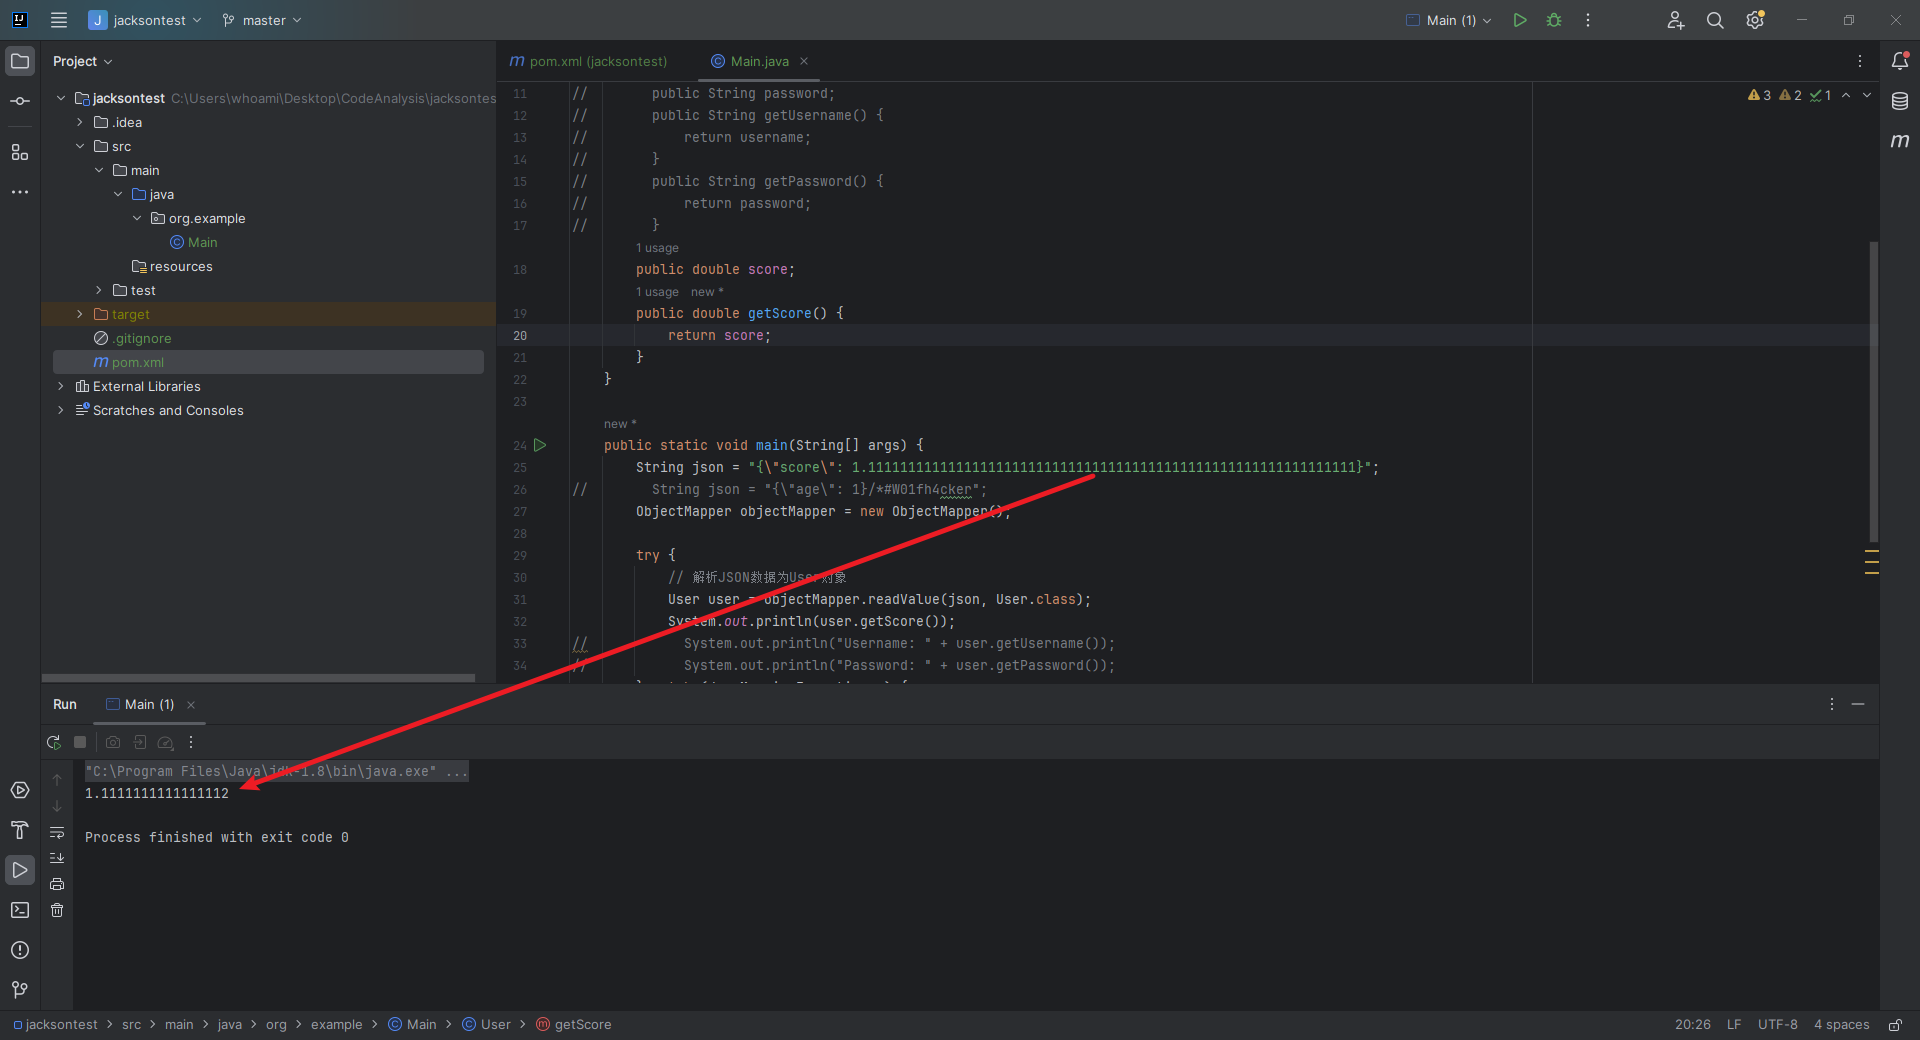 jacksontest
master
Main (1)
Project
pom.xml (jacksontest)
Main.java
jacksontest C:\Users\whoami\Desktop\CodeAnalysis\jacksontes
.idea
src
main
java
org.example
Main
resources
test
target
.gitignore
pom.xml
External Libraries
Scratches and Consoles
3 2 1
11 // public String password;
12 // public String getUsername() {
13 // return username;
14 // }
15 // public String getPassword() {
16 // return password;
17 // }
1 usage
18 public double score;
1 usage new *
19 public double getScore() {
20 return score;
21 }
22 }
23
new *
24 public static void main(String[] args) {
25 String json = "{\"score\": 1.1111111111111111111111111111111111111111111111111111111111111}";
26 // String json = "{\"age\": 1}/*#W01fh4cker";
27 ObjectMapper objectMapper = new ObjectMapper();
28
29 try {
30 // 解析JSON数据为User对象
31 User user = objectMapper.readValue(json, User.class);
32 System.out.println(user.getScore());
33 // System.out.println("Username: " + user.getUsername());
34 // System.out.println("Password: " + user.getPassword());
Run
Main (1)
"C:\Program Files\Java\jdk-1.8\bin\java.exe" ...
1.1111111111111112
Process finished with exit code 0
jacksontest > src > main > java > org > example > Main > User > getScore
20:26 LF UTF-8 4 spaces